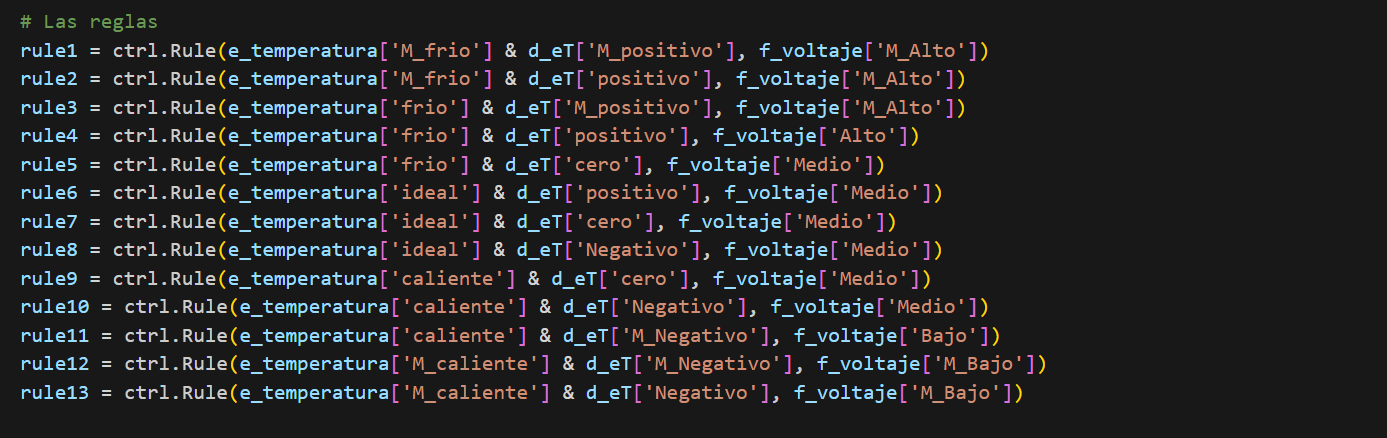 # Las reglas
rule1 = ctrl.Rule(e_temperatura['M_frio'] & d_eT['M_positivo'], f_voltaje['M_Alto'])
rule2 = ctrl.Rule(e_temperatura['M_frio'] & d_eT['positivo'], f_voltaje['M_Alto'])
rule3 = ctrl.Rule(e_temperatura['frio'] & d_eT['M_positivo'], f_voltaje['M_Alto'])
rule4 = ctrl.Rule(e_temperatura['frio'] & d_eT['positivo'], f_voltaje['Alto'])
rule5 = ctrl.Rule(e_temperatura['frio'] & d_eT['cero'], f_voltaje['Medio'])
rule6 = ctrl.Rule(e_temperatura['ideal'] & d_eT['positivo'], f_voltaje['Medio'])
rule7 = ctrl.Rule(e_temperatura['ideal'] & d_eT['cero'], f_voltaje['Medio'])
rule8 = ctrl.Rule(e_temperatura['ideal'] & d_eT['Negativo'], f_voltaje['Medio'])
rule9 = ctrl.Rule(e_temperatura['caliente'] & d_eT['cero'], f_voltaje['Medio'])
rule10 = ctrl.Rule(e_temperatura['caliente'] & d_eT['Negativo'], f_voltaje['Medio'])
rule11 = ctrl.Rule(e_temperatura['caliente'] & d_eT['M_Negativo'], f_voltaje['Bajo'])
rule12 = ctrl.Rule(e_temperatura['M_caliente'] & d_eT['M_Negativo'], f_voltaje['M_Bajo'])
rule13 = ctrl.Rule(e_temperatura['M_caliente'] & d_eT['Negativo'], f_voltaje['M_Bajo'])